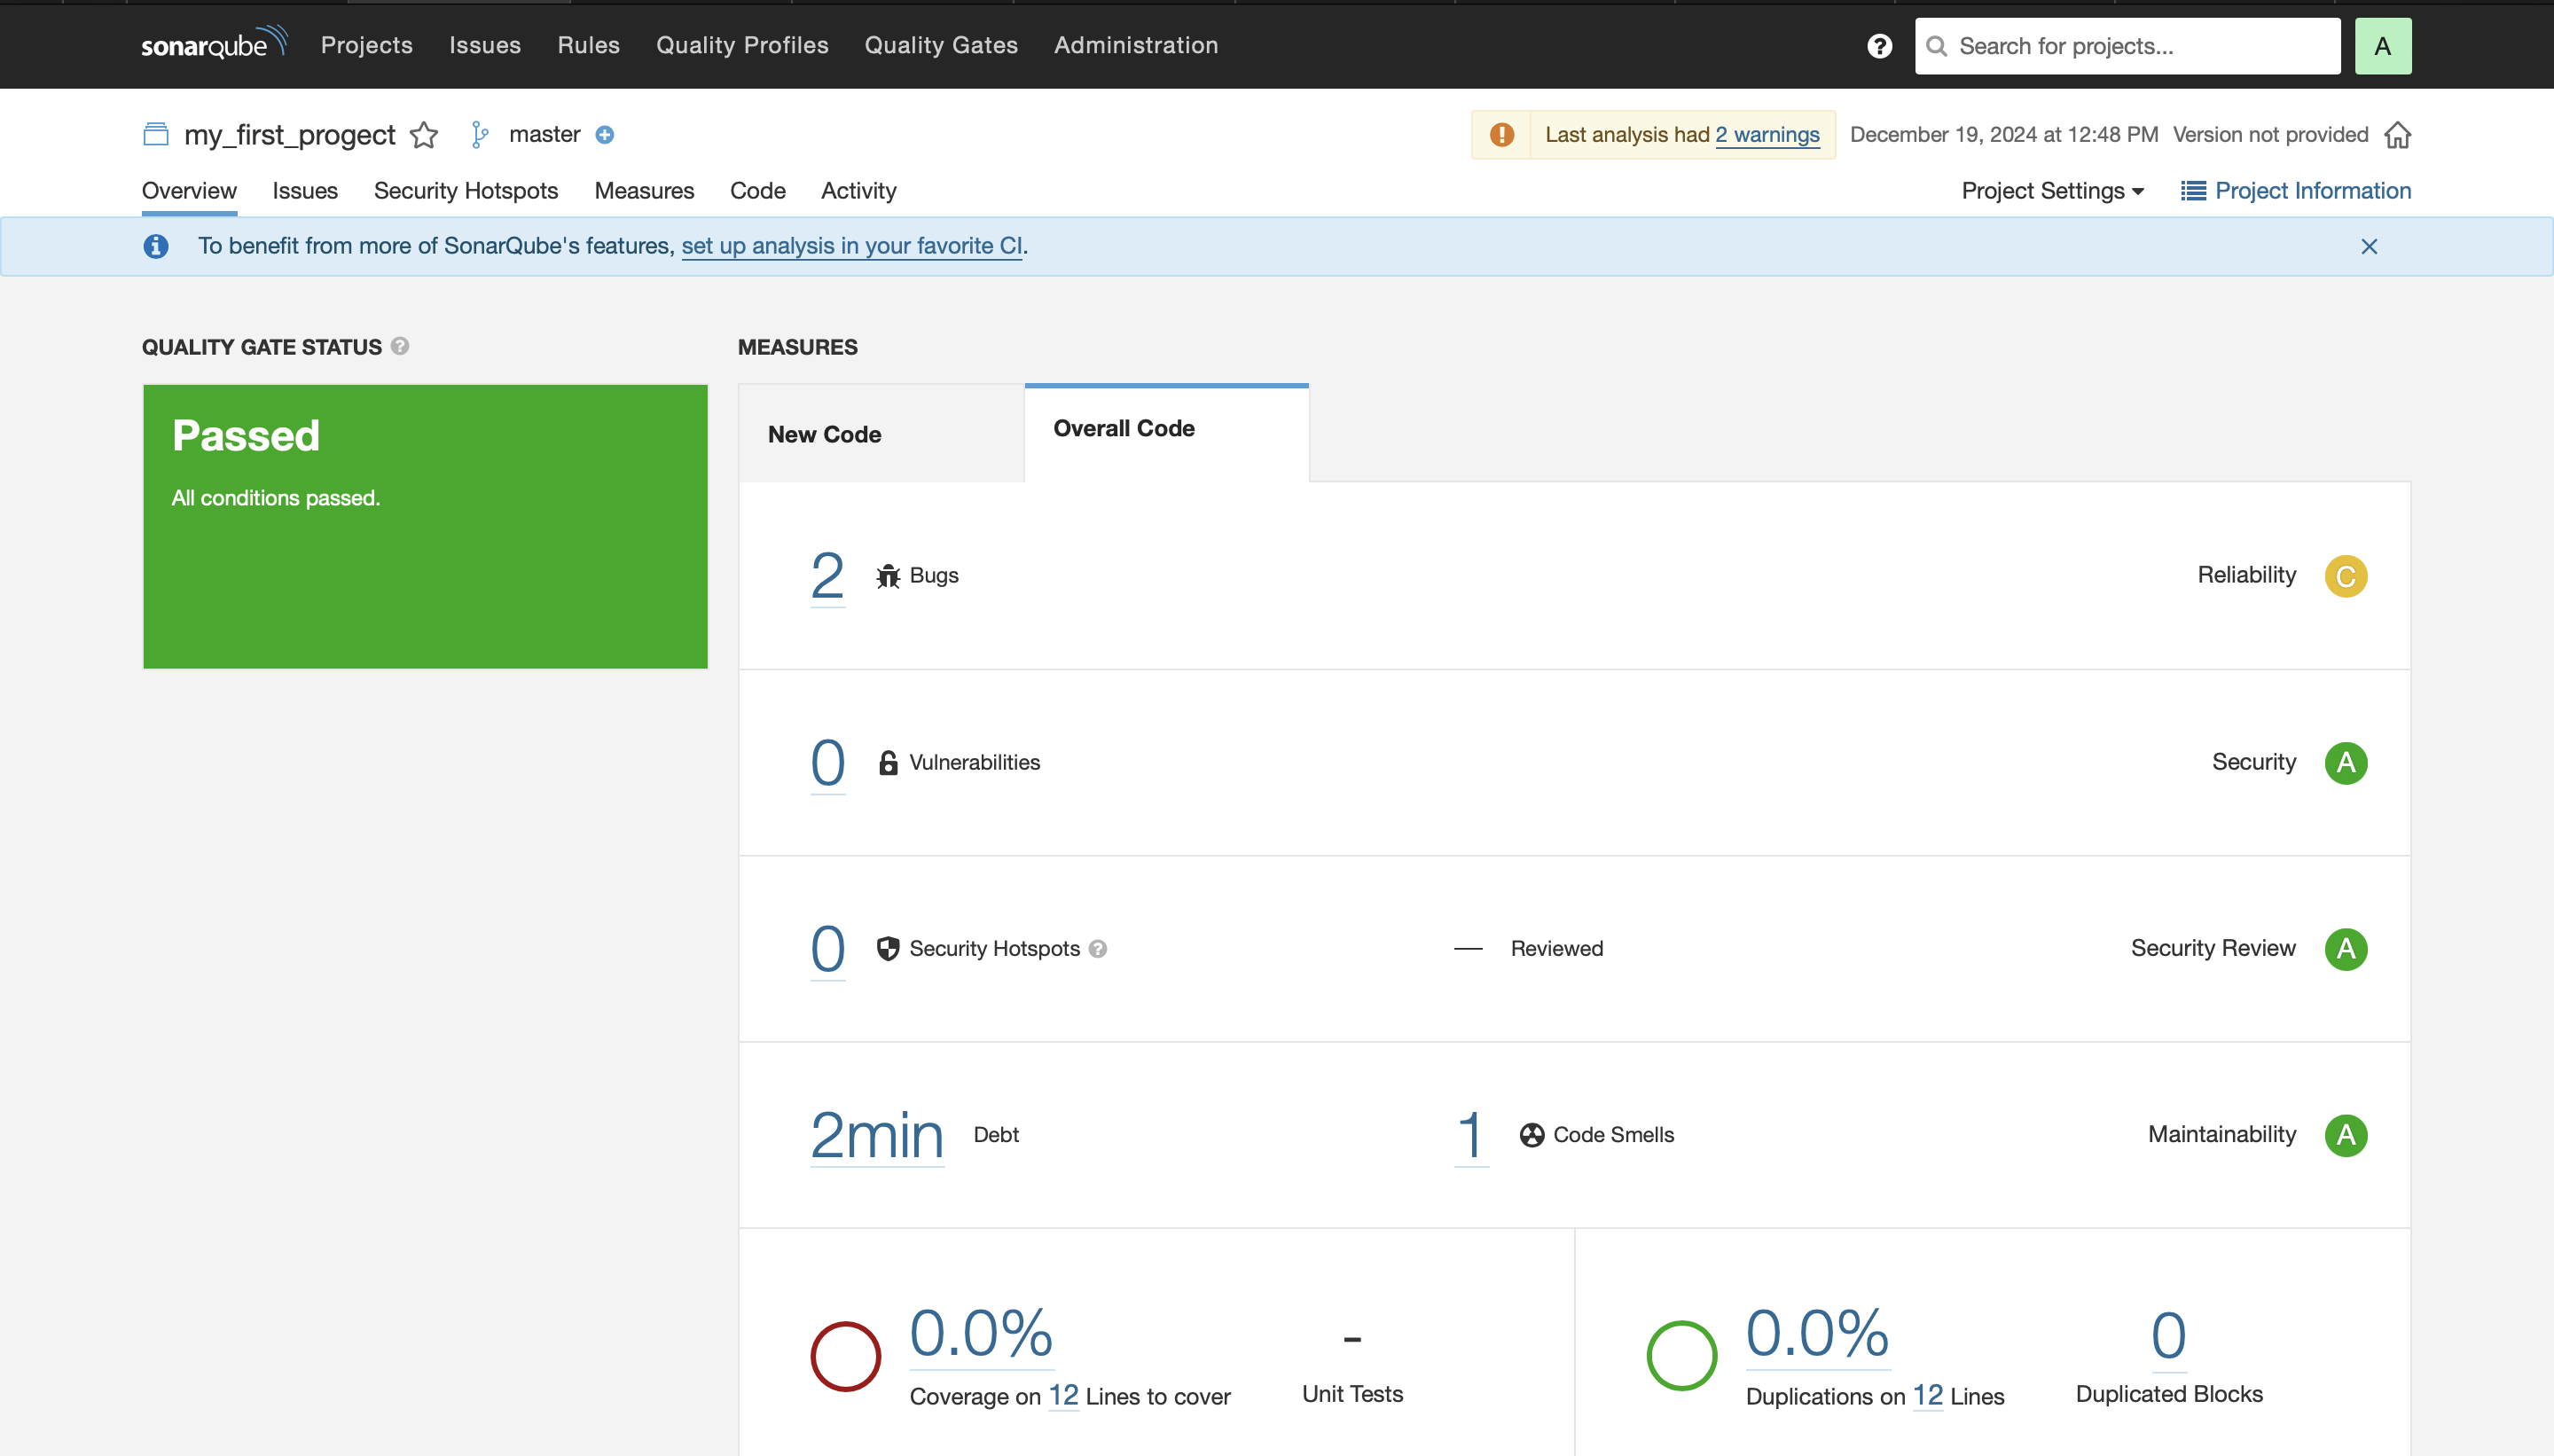 sonarqube Projects Issues Rules Quality Profiles Quality Gates Administration ? Search for projects... A
my_first_progect master Last analysis had 2 warnings December 19, 2024 at 12:48 PM Version not provided
Overview Issues Security Hotspots Measures Code Activity Project Settings Project Information
To benefit from more of SonarQube's features, set up analysis in your favorite CI.
QUALITY GATE STATUS ?
Passed
All conditions passed.
MEASURES
New Code Overall Code
2 Bugs Reliability C
0 Vulnerabilities Security A
0 Security Hotspots ? — Reviewed Security Review A
2min Debt 1 Code Smells Maintainability A
0.0% - 0.0% 0
Coverage on 12 Lines to cover Unit Tests Duplications on 12 Lines Duplicated Blocks